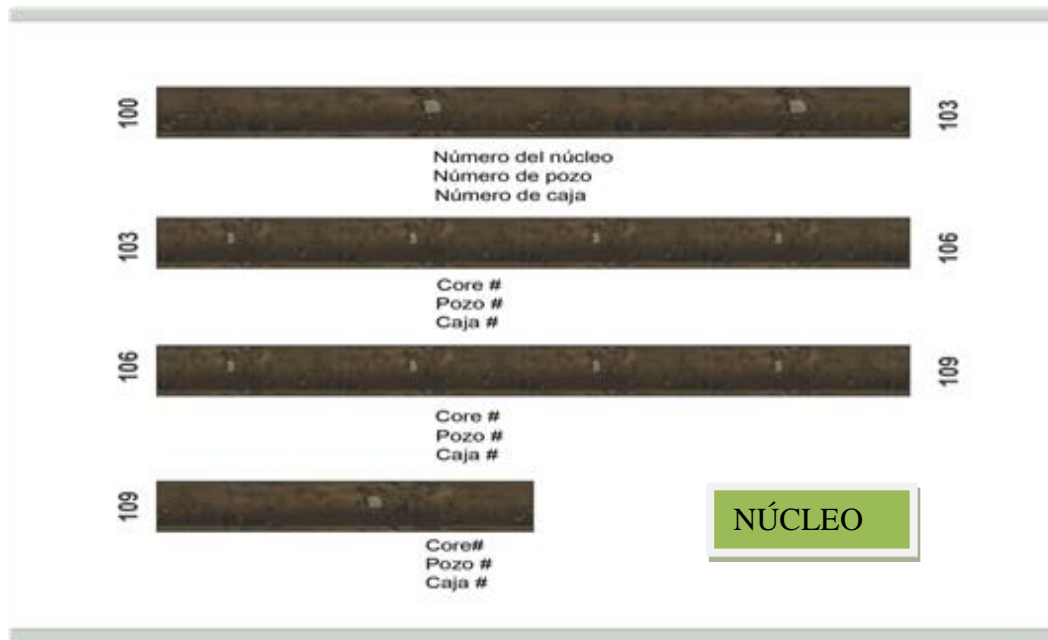 100
103
Número del núcleo
Número de pozo
Número de caja
103
106
Core #
Pozo #
Caja #
106
109
Core #
Pozo #
Caja #
109
Core#
Pozo #
Caja #
NÚCLEO